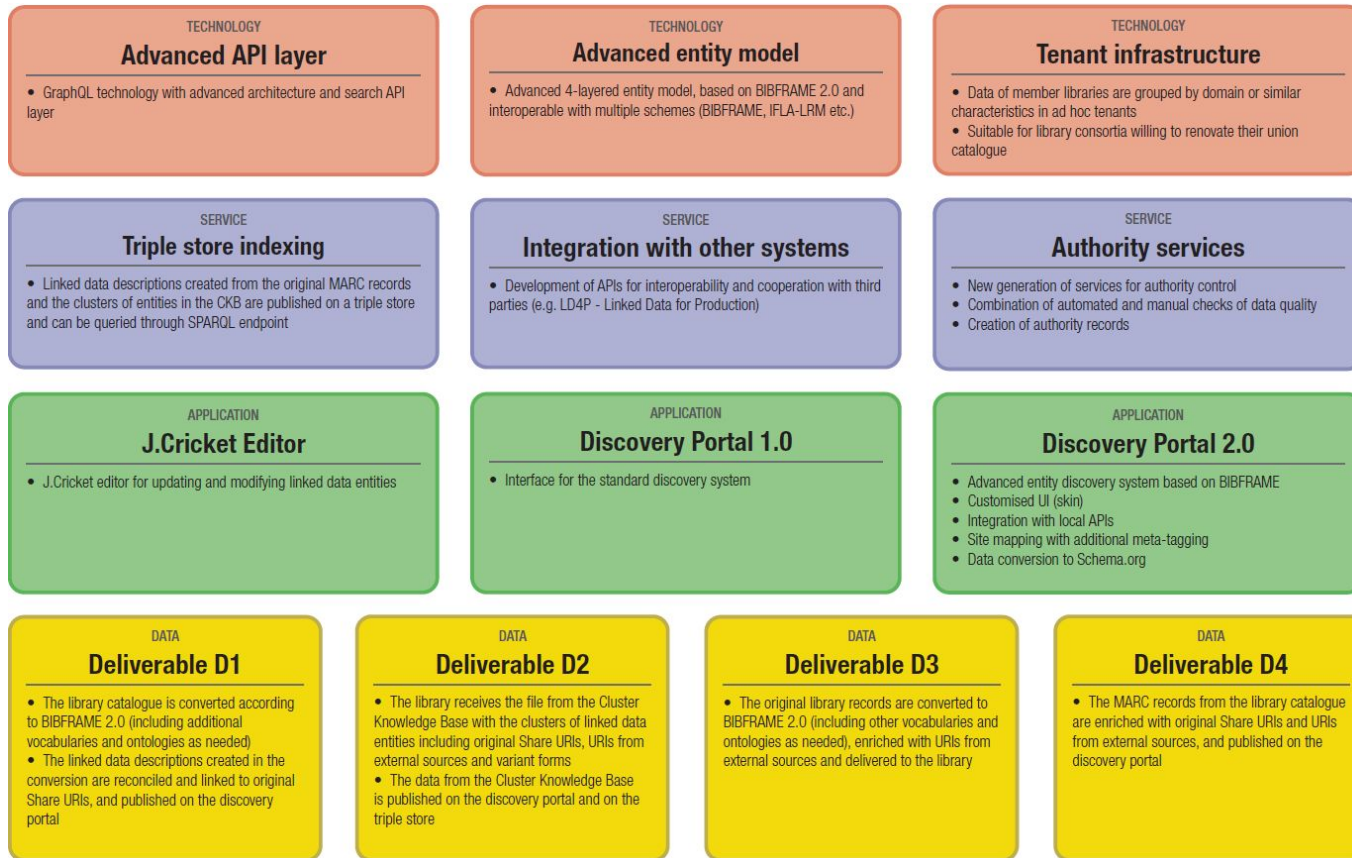 TECHNOLOGY
Advanced API layer
• GraphQL technology with advanced architecture and search API
layer
TECHNOLOGY
Advanced entity model
• Advanced 4-layered entity model, based on BIBFRAME 2.0 and
interoperable with multiple schemes (BIBFRAME, IFLA-LRM etc.)
TECHNOLOGY
Tenant infrastructure
• Data of member libraries are grouped by domain or similar
characteristics in ad hoc tenants
• Suitable for library consortia willing to renovate their union
catalogue
SERVICE
Triple store indexing
• Linked data descriptions created from the original MARC records
and the clusters of entities in the CKB are published on a triple store
and can be queried through SPARQL endpoint
SERVICE
Integration with other systems
• Development of APIs for interoperability and cooperation with third
parties (e.g. LD4P - Linked Data for Production)
SERVICE
Authority services
• New generation of services for authority control
• Combination of automated and manual checks of data quality
• Creation of authority records
APPLICATION
J.Cricket Editor
• J.Cricket editor for updating and modifying linked data entities
APPLICATION
Discovery Portal 1.0
• Interface for the standard discovery system
APPLICATION
Discovery Portal 2.0
• Advanced entity discovery system based on BIBFRAME
• Customised UI (skin)
• Integration with local APIs
• Site mapping with additional meta-tagging
• Data conversion to Schema.org
DATA
Deliverable D1
• The library catalogue is converted according
to BIBFRAME 2.0 (including additional
vocabularies and ontologies as needed)
• The linked data descriptions created in the
conversion are reconciled and linked to original
Share URIs, and published on the discovery
portal
DATA
Deliverable D2
• The library receives the file from the Cluster
Knowledge Base with the clusters of linked data
entities including original Share URIs, URIs from
external sources and variant forms
• The data from the Cluster Knowledge Base
is published on the discovery portal and on the
triple store
DATA
Deliverable D3
• The original library records are converted to
BIBFRAME 2.0 (including other vocabularies and
ontologies as needed), enriched with URIs from
external sources and delivered to the library
DATA
Deliverable D4
• The MARC records from the library catalogue
are enriched with original Share URIs and URIs
from external sources, and published on the
discovery portal